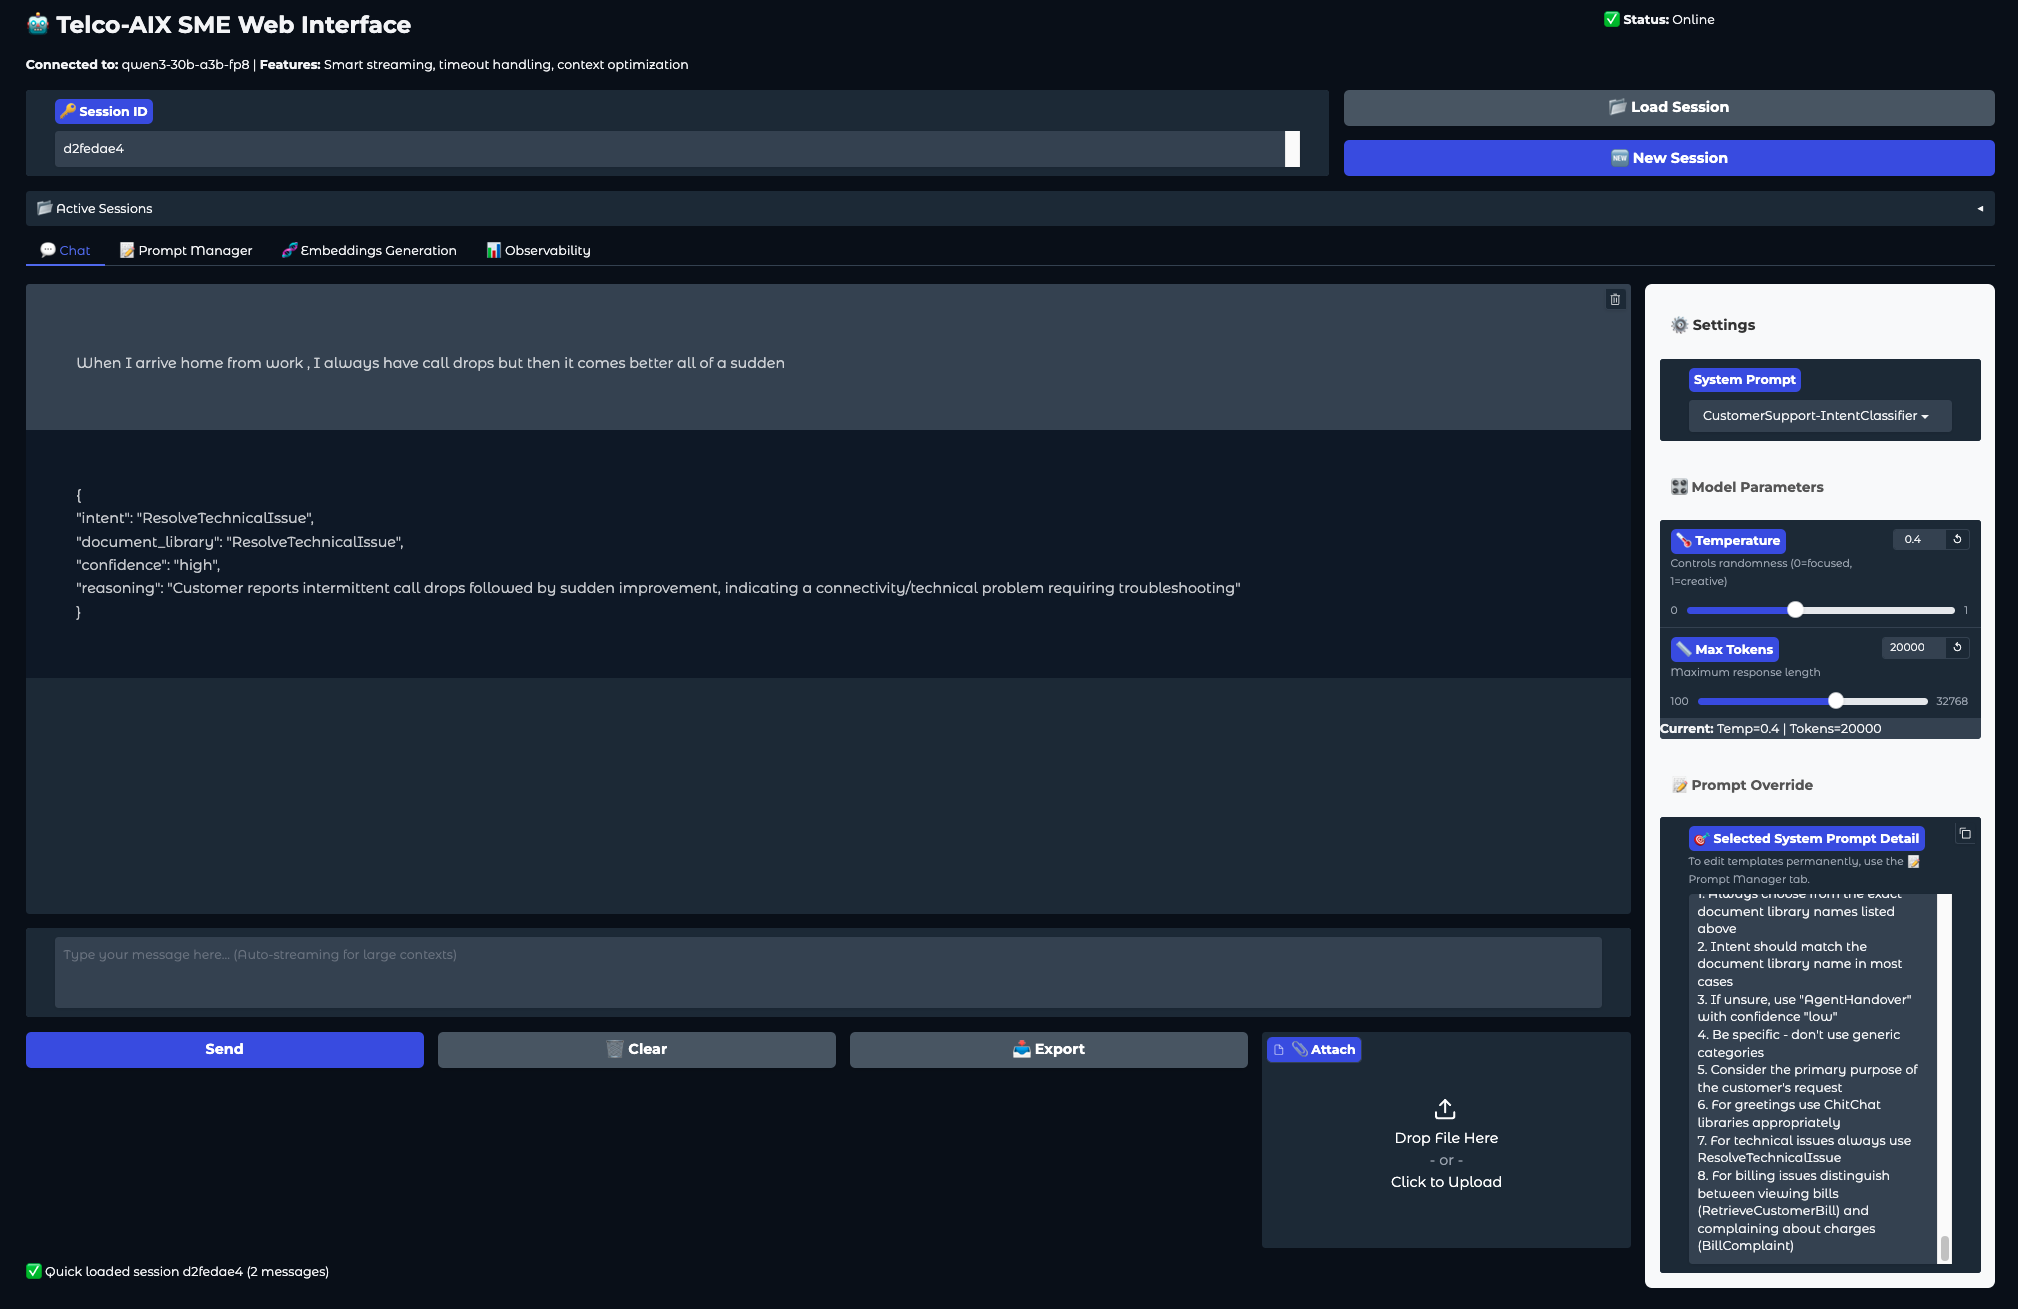 Telco-AIX SME Web Interface
Status: Online
Connected to: qwen3-30b-a3b-fp8 | Features: Smart streaming, timeout handling, context optimization
Session ID
d2fedae4
Load Session
NEW New Session
Active Sessions
Chat
Prompt Manager
Embeddings Generation
Observability
When I arrive home from work , I always have call drops but then it comes better all of a sudden
{
"intent": "ResolveTechnicalIssue",
"document_library": "ResolveTechnicalIssue",
"confidence": "high",
"reasoning": "Customer reports intermittent call drops followed by sudden improvement, indicating a connectivity/technical problem requiring troubleshooting"
}
Type your message here... (Auto-streaming for large contexts)
Send
Clear
Export
Attach
Drop File Here
- or -
Click to Upload
Quick loaded session d2fedae4 (2 messages)
Settings
System Prompt
CustomerSupport-IntentClassifier
Model Parameters
Temperature
0.4
Controls randomness (0=focused,
1=creative)
0
1
Max Tokens
20000
Maximum response length
100
32768
Current: Temp=0.4 | Tokens=20000
Prompt Override
Selected System Prompt Detail
To edit templates permanently, use the
Prompt Manager tab.
1. Always choose from the exact
document library names listed
above
2. Intent should match the
document library name in most
cases
3. If unsure, use "AgentHandover"
with confidence "low"
4. Be specific - don't use generic
categories
5. Consider the primary purpose of
the customer's request
6. For greetings use ChitChat
libraries appropriately
7. For technical issues always use
ResolveTechnicalIssue
8. For billing issues distinguish
between viewing bills
(RetrieveCustomerBill) and
complaining about charges
(BillComplaint)